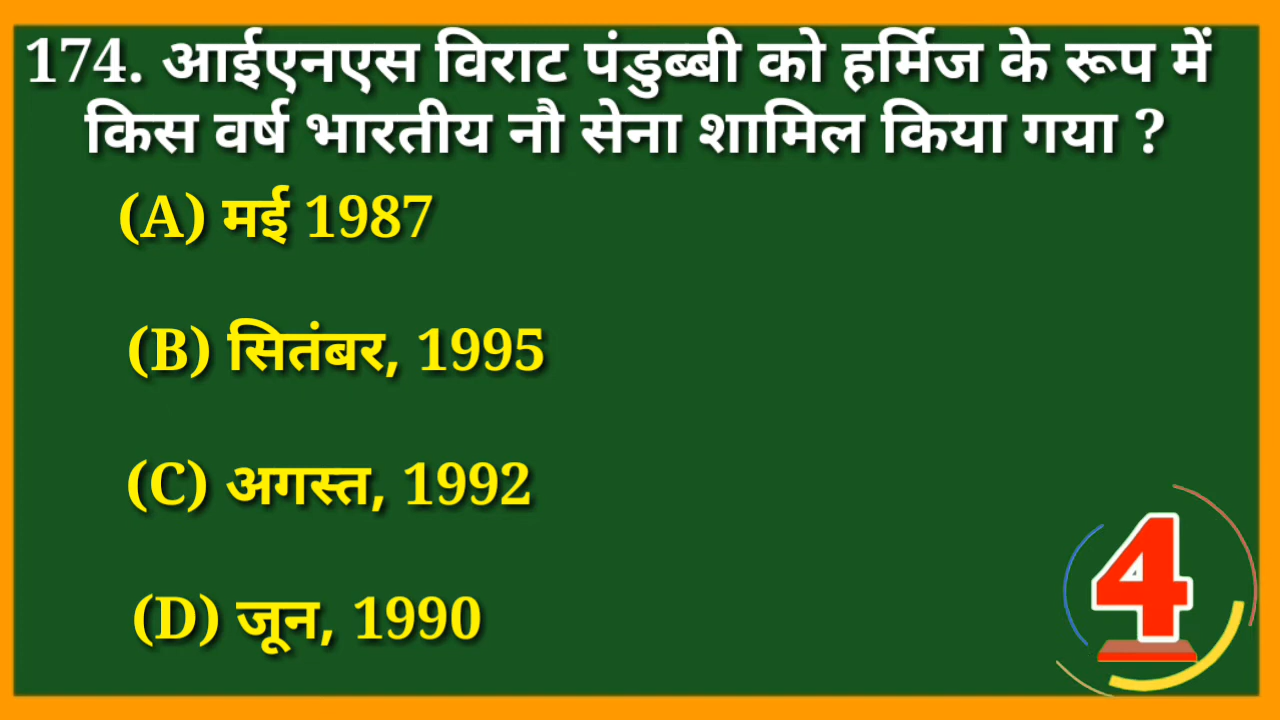 174. आईएनएस विराट पंडुब्बी को हर्मिज के रूप में
किस वर्ष भारतीय नौ सेना शामिल किया गया ?
(A) मई 1987
(B) सितंबर, 1995
(C) अगस्त, 1992
(D) जून, 1990
4